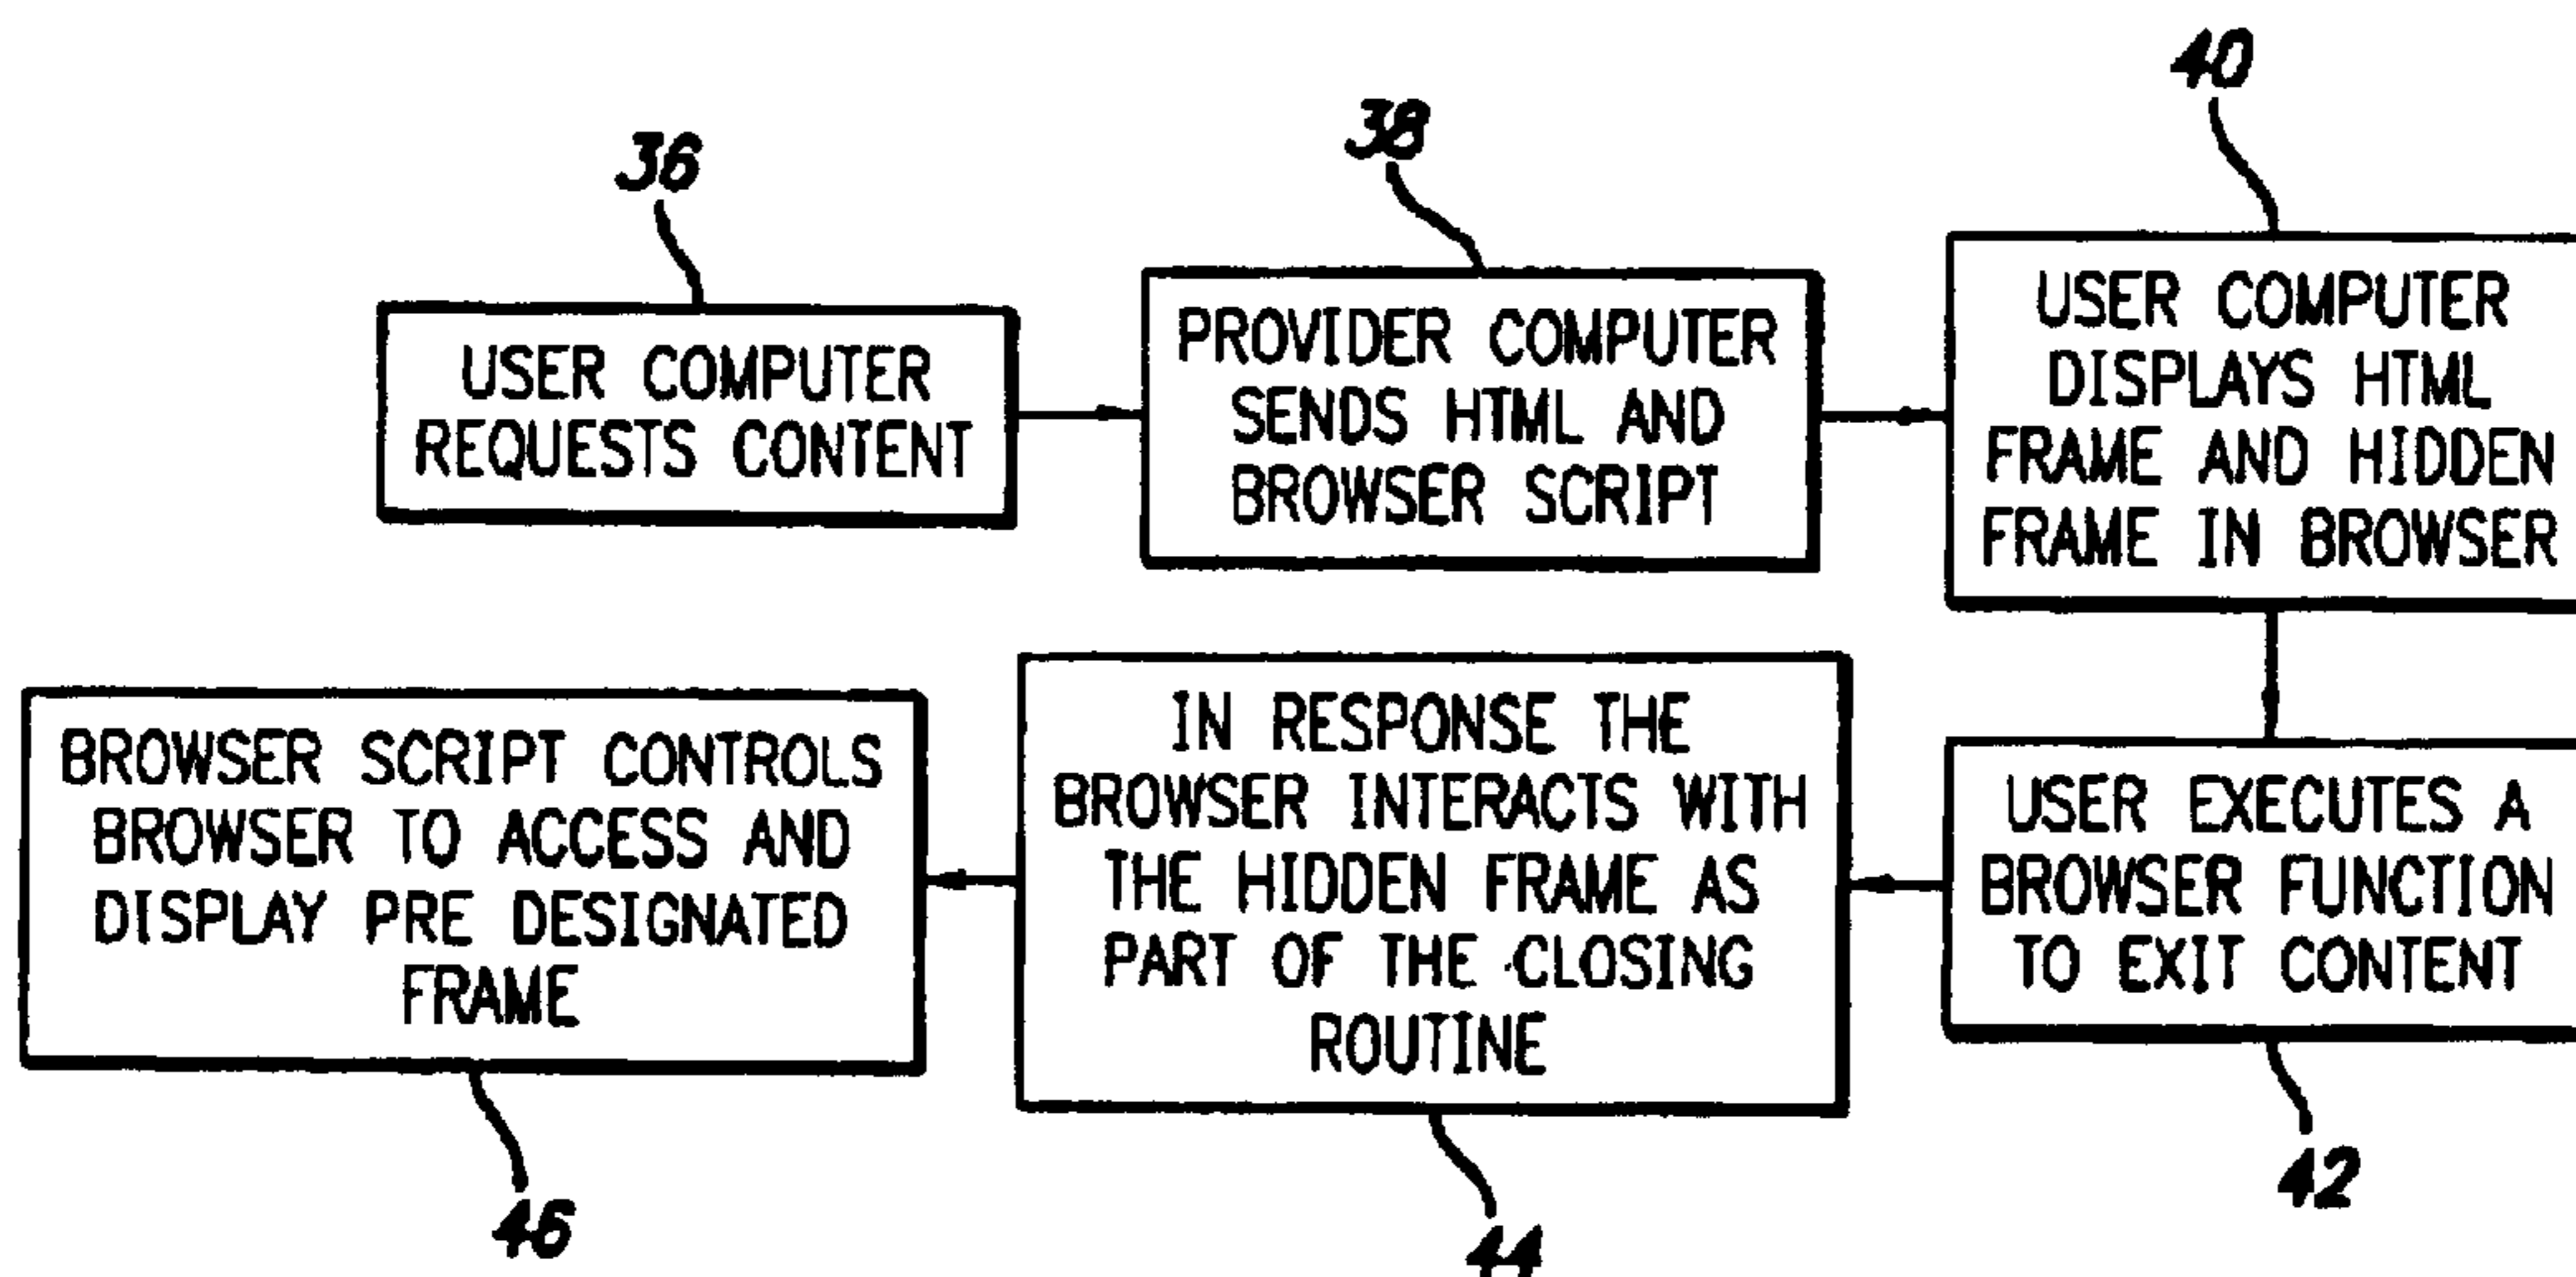 36
USER COMPUTER
REQUESTS CONTENT
38
PROVIDER COMPUTER
SENDS HTML AND
BROWSER SCRIPT
40
USER COMPUTER
DISPLAYS HTML
FRAME AND HIDDEN
FRAME IN BROWSER
USER EXECUTES A
BROWSER FUNCTION
TO EXIT CONTENT
42
IN RESPONSE THE
BROWSER INTERACTS WITH
THE HIDDEN FRAME AS
PART OF THE CLOSING
ROUTINE
44
BROWSER SCRIPT CONTROLS
BROWSER TO ACCESS AND
DISPLAY PRE DESIGNATED
FRAME
46